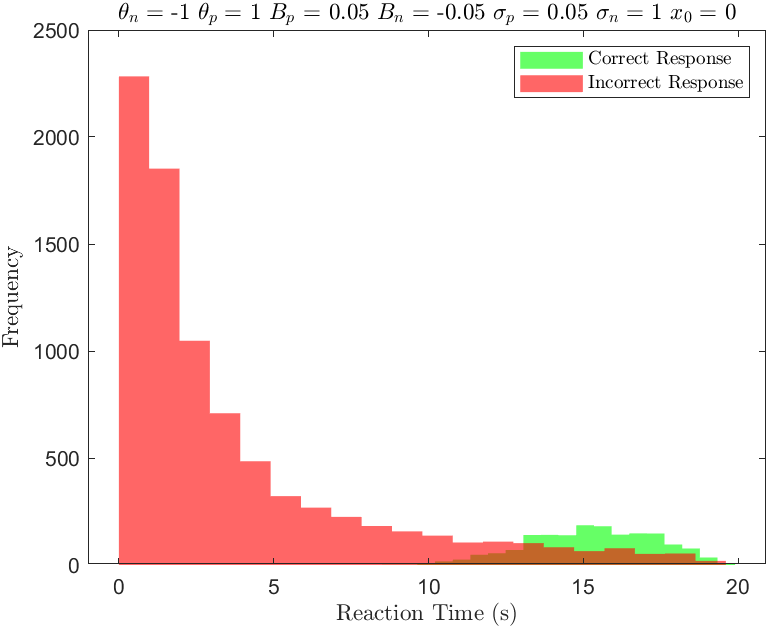 θₙ = -1 θₚ = 1 Bₚ = 0.05 Bₙ = -0.05 σₚ = 0.05 σₙ = 1 x₀ = 0
2500
2000
1500
1000
500
0
Frequency
Correct Response
Incorrect Response
0 5 10 15 20
Reaction Time (s)